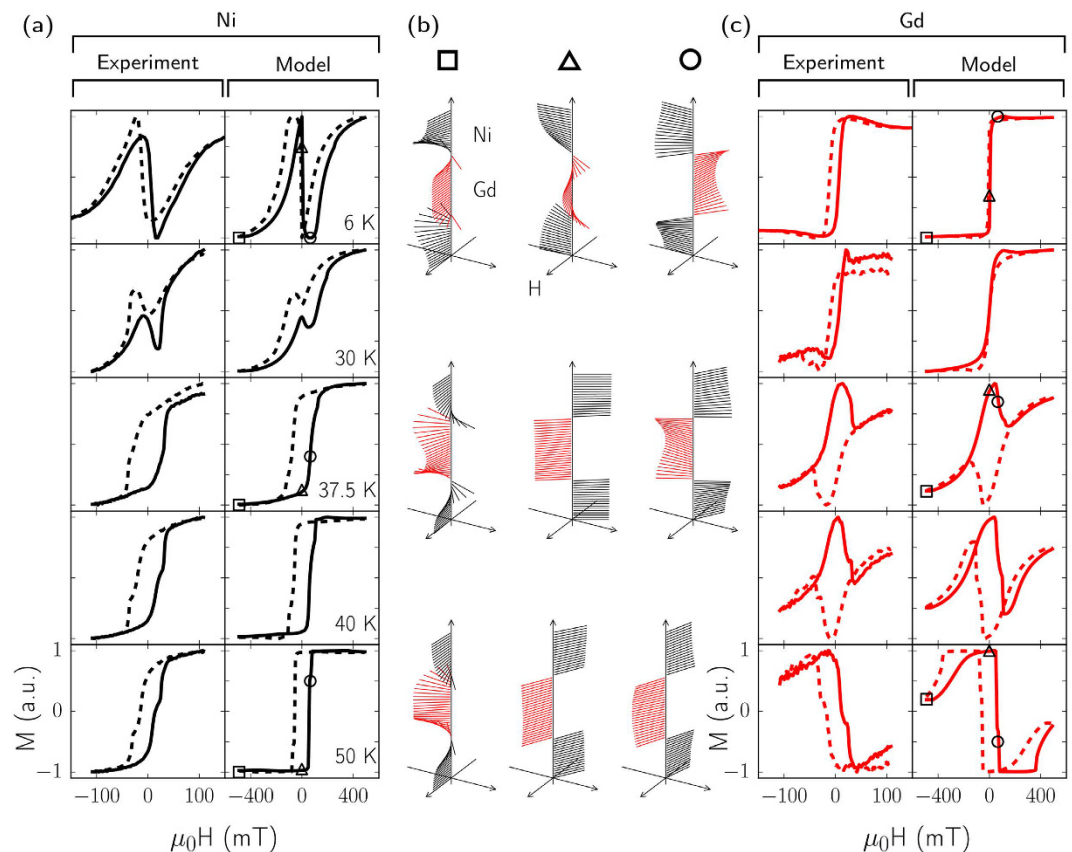 (a)
Ni
Experiment
Model
6 K
30 K
37.5 K
40 K
50 K
M (a.u.)
1
0
−1
−100
0
100
−400
0
400
μ₀H (mT)
(b)
Ni
Gd
H
(c)
Gd
Experiment
Model
M (a.u.)
1
0
−1
−100
0
100
−400
0
400
μ₀H (mT)